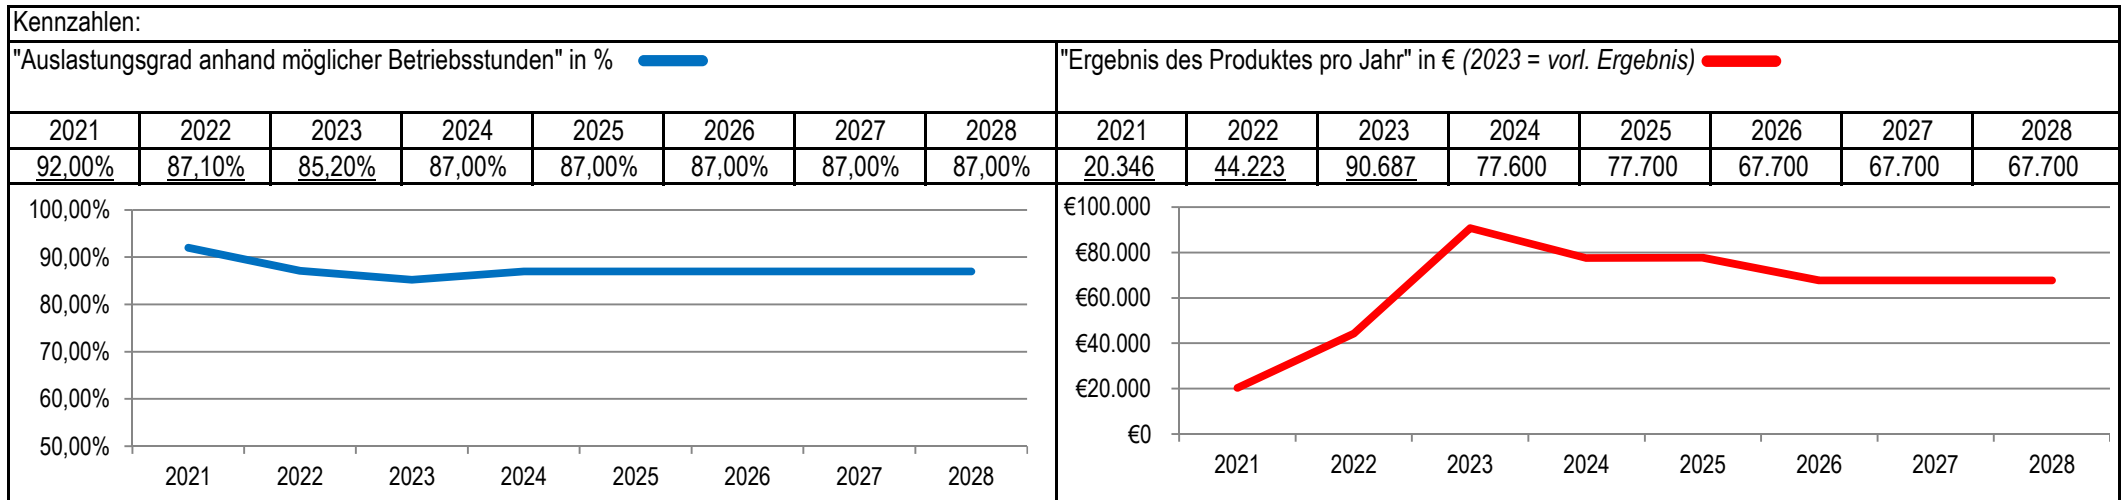 Kennzahlen:
"Auslastungsgrad anhand möglicher Betriebsstunden" in %
"Ergebnis des Produktes pro Jahr" in € (2023 = vorl. Ergebnis)
2021 2022 2023 2024 2025 2026 2027 2028 2021 2022 2023 2024 2025 2026 2027 2028
92,00% 87,10% 85,20% 87,00% 87,00% 87,00% 87,00% 87,00% 20.346 44.223 90.687 77.600 77.700 67.700 67.700 67.700
100,00%
90,00%
80,00%
70,00%
60,00%
50,00%
2021 2022 2023 2024 2025 2026 2027 2028
€100.000
€80.000
€60.000
€40.000
€20.000
€0
2021 2022 2023 2024 2025 2026 2027 2028